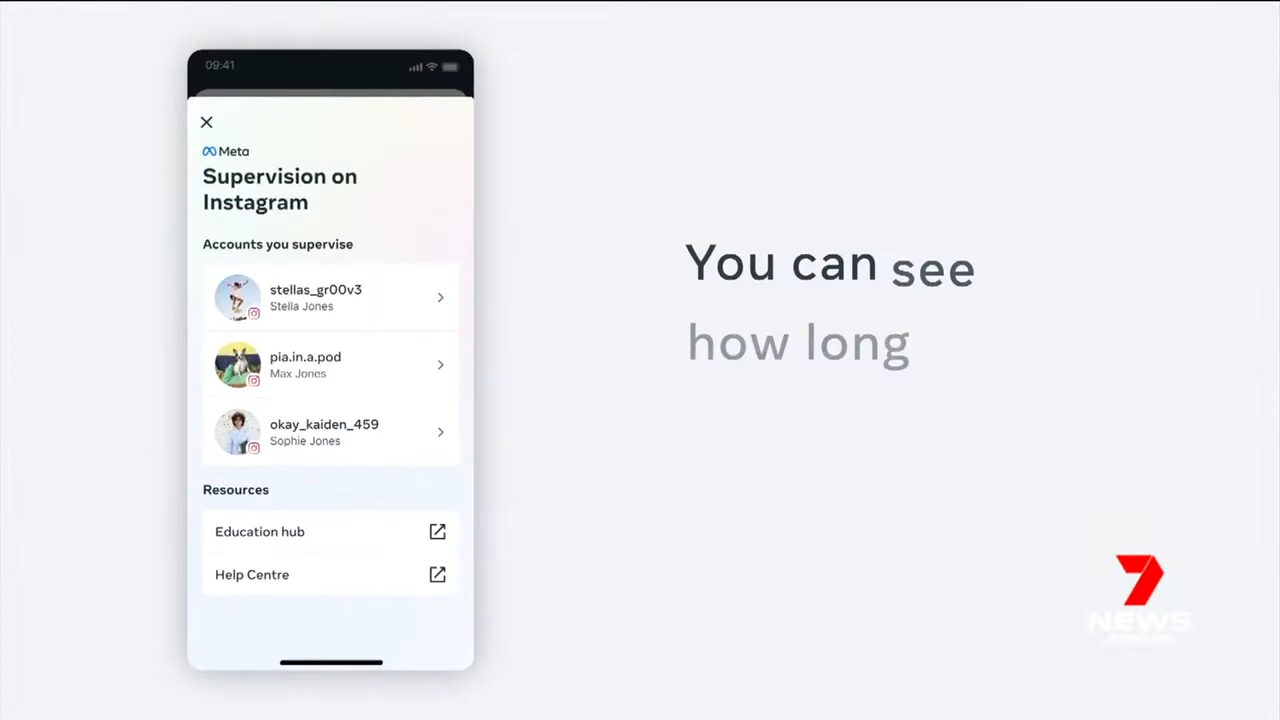 09:41
Meta
Supervision on
Instagram
Accounts you supervise
stellas_gr00v3
Stella Jones
pia.in.a.pod
Max Jones
okay_kaiden_459
Sophie Jones
Resources
Education hub
Help Centre
You can see
how long
7
NEWS